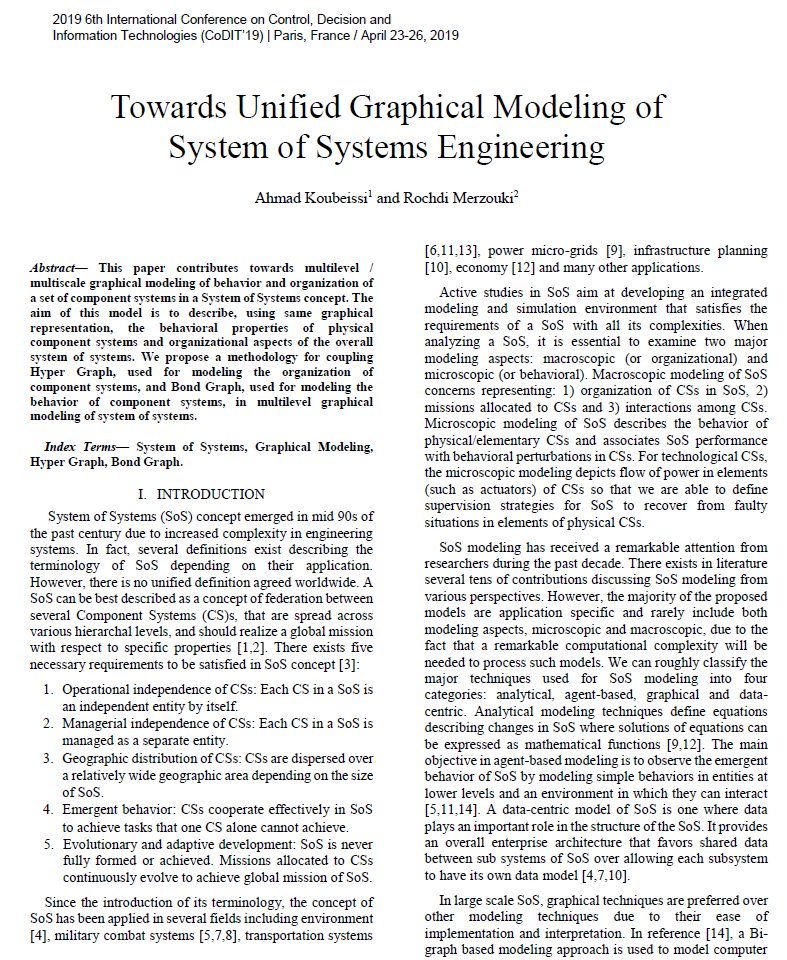 2019 6th International Conference on Control, Decision and
Information Technologies (CoDIT'19) | Paris, France / April 23-26, 2019
Towards Unified Graphical Modeling of
System of Systems Engineering
Ahmad Koubeissi1 and Rochdi Merzouki2
Abstract— This paper contributes towards multilevel /
multiscale graphical modeling of behavior and organization of
a set of component systems in a System of Systems concept. The
aim of this model is to describe, using same graphical
representation, the behavioral properties of physical
component systems and organizational aspects of the overall
system of systems. We propose a methodology for coupling
Hyper Graph, used for modeling the organization of
component systems, and Bond Graph, used for modeling the
behavior of component systems, in multilevel graphical
modeling of system of systems.
Index Terms— System of Systems, Graphical Modeling,
Hyper Graph, Bond Graph.
I. INTRODUCTION
System of Systems (SoS) concept emerged in mid 90s of
the past century due to increased complexity in engineering
systems. In fact, several definitions exist describing the
terminology of SoS depending on their application.
However, there is no unified definition agreed worldwide. A
SoS can be best described as a concept of federation between
several Component Systems (CS)s, that are spread across
various hierarchal levels, and should realize a global mission
with respect to specific properties [1,2]. There exists five
necessary requirements to be satisfied in SoS concept [3]:
1. Operational independence of CSs: Each CS in a SoS is
an independent entity by itself.
2. Managerial independence of CSs: Each CS in a SoS is
managed as a separate entity.
3. Geographic distribution of CSs: CSs are dispersed over
a relatively wide geographic area depending on the size
of SoS.
4. Emergent behavior: CSs cooperate effectively in SoS
to achieve tasks that one CS alone cannot achieve.
5. Evolutionary and adaptive development: SoS is never
fully formed or achieved. Missions allocated to CSs
continuously evolve to achieve global mission of SoS.
Since the introduction of its terminology, the concept of
SoS has been applied in several fields including environment
[4], military combat systems [5,7,8], transportation systems
[6,11,13], power micro-grids [9], infrastructure planning
[10], economy [12] and many other applications.
Active studies in SoS aim at developing an integrated
modeling and simulation environment that satisfies the
requirements of a SoS with all its complexities. When
analyzing a SoS, it is essential to examine two major
modeling aspects: macroscopic (or organizational) and
microscopic (or behavioral). Macroscopic modeling of SoS
concerns representing: 1) organization of CSs in SoS, 2)
missions allocated to CSs and 3) interactions among CSs.
Microscopic modeling of SoS describes the behavior of
physical/elementary CSs and associates SoS performance
with behavioral perturbations in CSs. For technological CSs,
the microscopic modeling depicts flow of power in elements
(such as actuators) of CSs so that we are able to define
supervision strategies for SoS to recover from faulty
situations in elements of physical CSs.
SoS modeling has received a remarkable attention from
researchers during the past decade. There exists in literature
several tens of contributions discussing SoS modeling from
various perspectives. However, the majority of the proposed
models are application specific and rarely include both
modeling aspects, microscopic and macroscopic, due to the
fact that a remarkable computational complexity will be
needed to process such models. We can roughly classify the
major techniques used for SoS modeling into four
categories: analytical, agent-based, graphical and data-
centric. Analytical modeling techniques define equations
describing changes in SoS where solutions of equations can
be expressed as mathematical functions [9,12]. The main
objective in agent-based modeling is to observe the emergent
behavior of SoS by modeling simple behaviors in entities at
lower levels and an environment in which they can interact
[5,11,14]. A data-centric model of SoS is one where data
plays an important role in the structure of the SoS. It provides
an overall enterprise architecture that favors shared data
between sub systems of SoS over allowing each subsystem
to have its own data model [4,7,10].
In large scale SoS, graphical techniques are preferred over
other modeling techniques due to their ease of
implementation and interpretation. In reference [14], a Bi-
graph based modeling approach is used to model computer